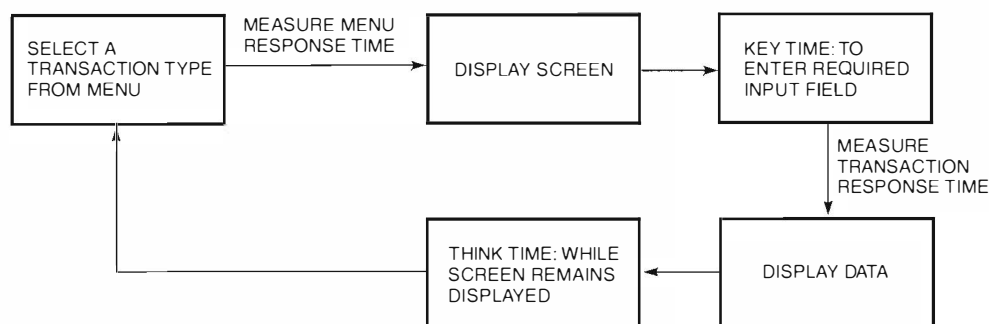 SELECT A
TRANSACTION TYPE
FROM MENU
MEASURE MENU
RESPONSE TIME
DISPLAY SCREEN
KEY TIME: TO
ENTER REQUIRED
INPUT FIELD
MEASURE
TRANSACTION
RESPONSE TIME
DISPLAY DATA
THINK TIME: WHILE
SCREEN REMAINS
DISPLAYED